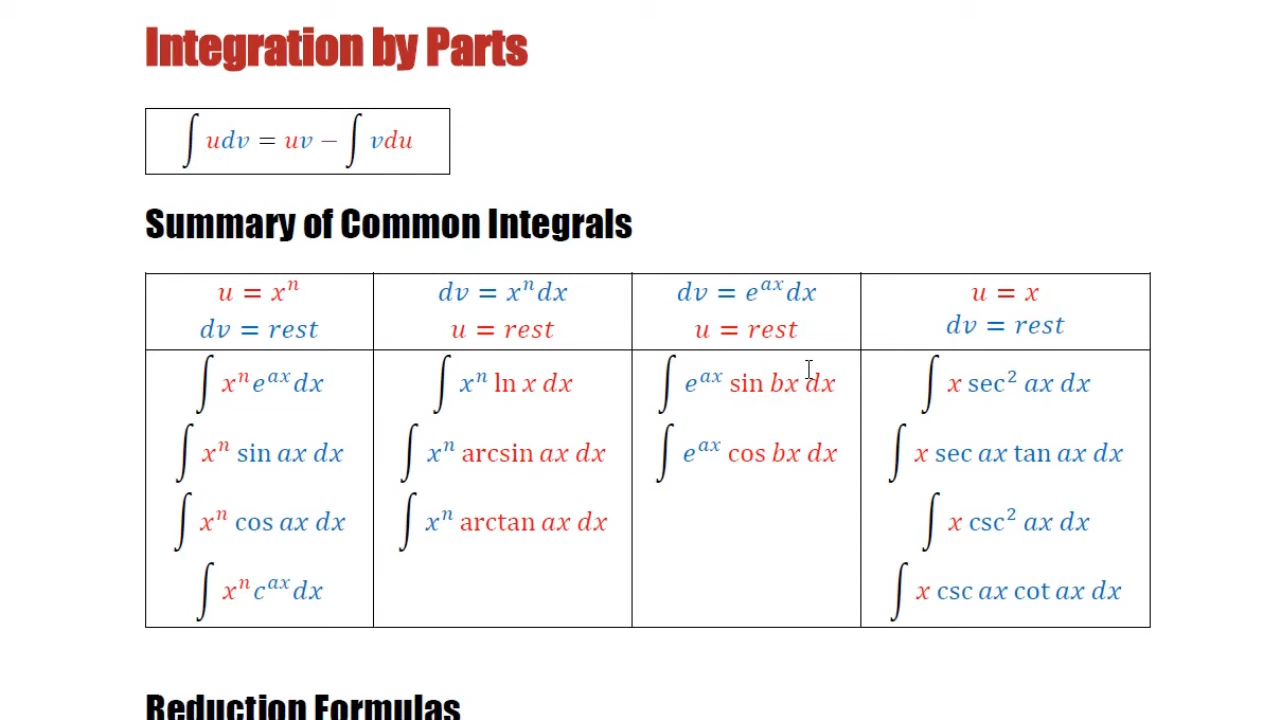 Integration by Parts
∫ udv = uv − ∫ vdu
Summary of Common Integrals
u = xⁿ
dv = rest
dv = xⁿdx
u = rest
dv = eᵃˣdx
u = rest
u = x
dv = rest
∫ xⁿeᵃˣdx
∫ xⁿ sin ax dx
∫ xⁿ cos ax dx
∫ xⁿcᵃˣdx
∫ xⁿ ln x dx
∫ xⁿ arcsin ax dx
∫ xⁿ arctan ax dx
∫ eᵃˣ sin bx dx
∫ eᵃˣ cos bx dx
∫ x sec² ax dx
∫ x sec ax tan ax dx
∫ x csc² ax dx
∫ x csc ax cot ax dx
Reduction Formulas